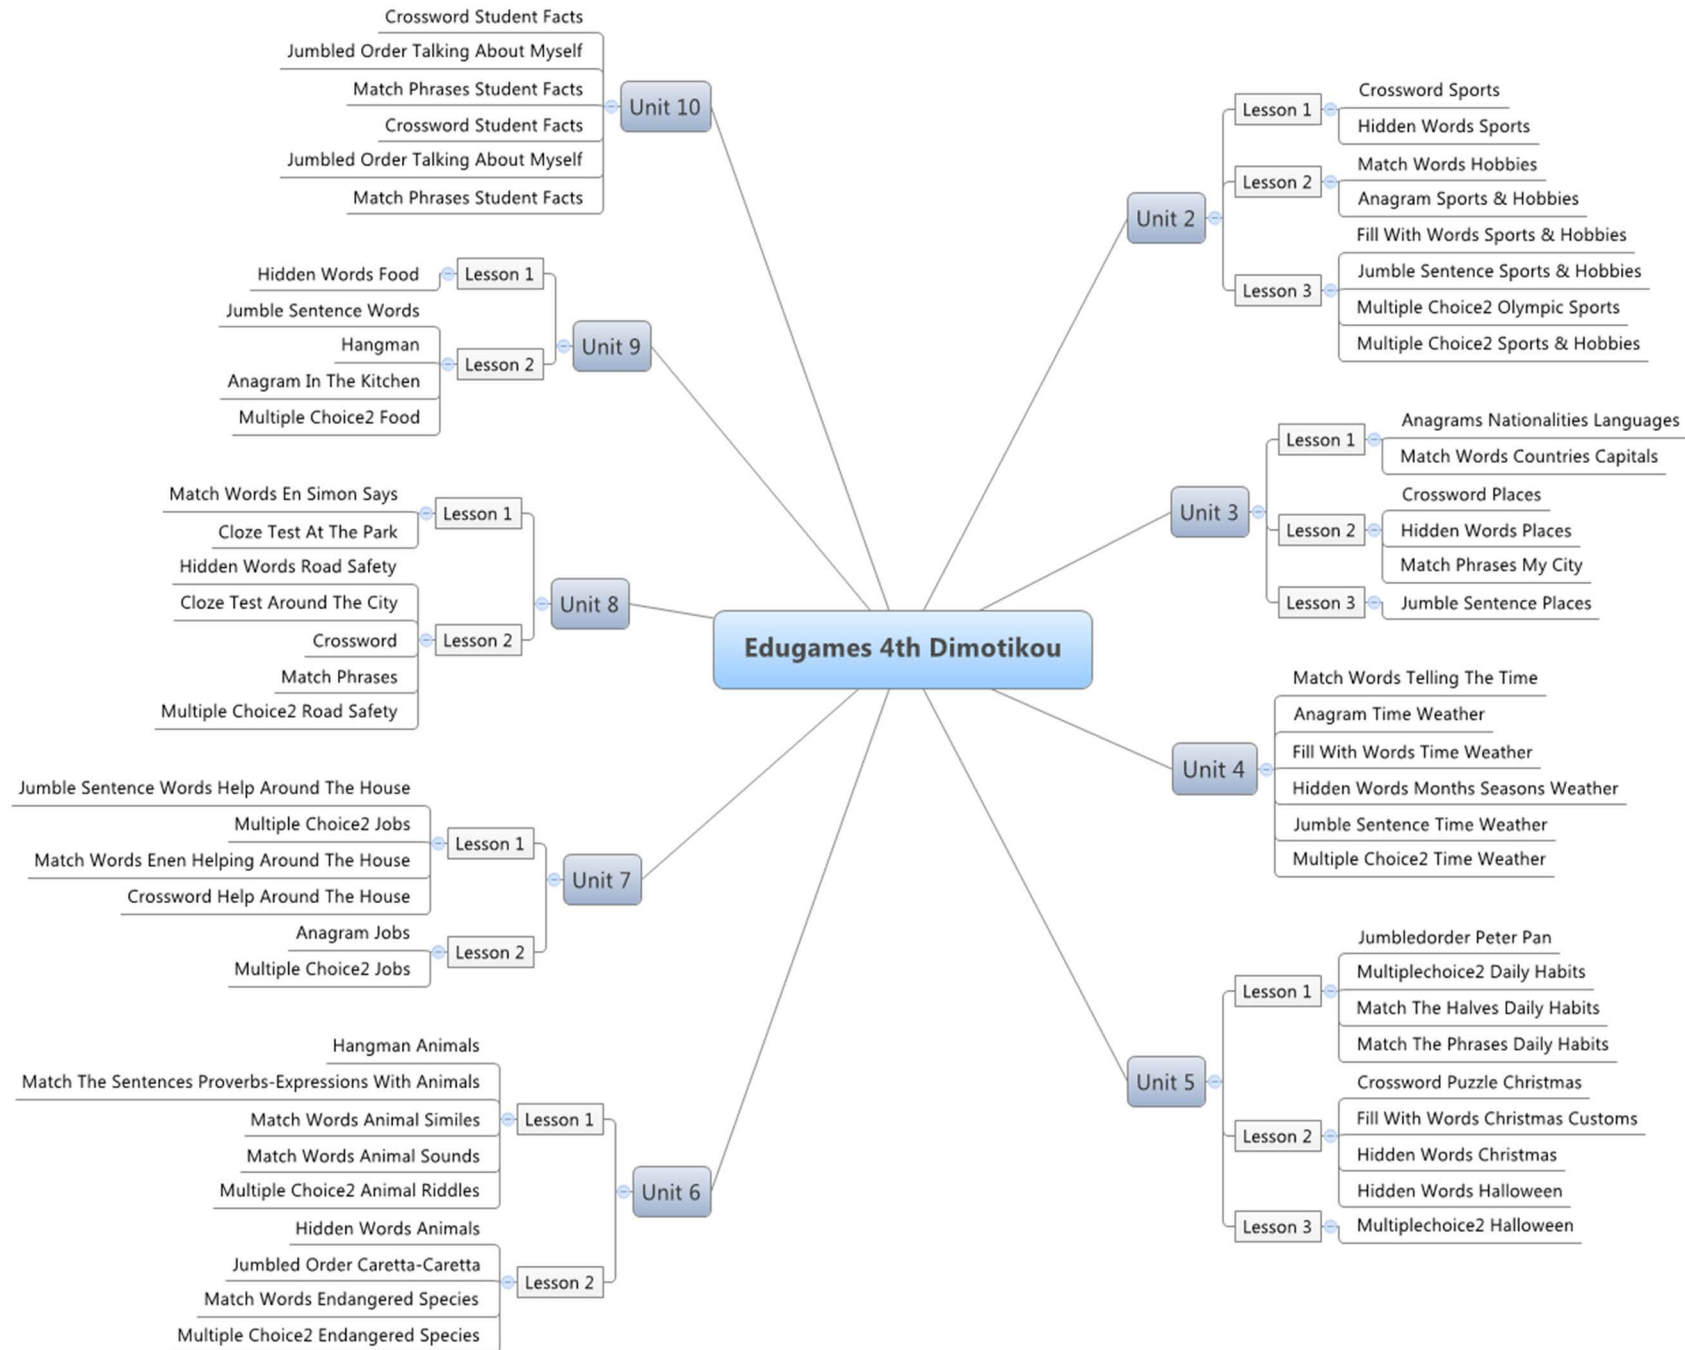 Edugames 4th Dimotikou
Unit 2
Lesson 1
Crossword Sports
Hidden Words Sports
Lesson 2
Match Words Hobbies
Anagram Sports & Hobbies
Lesson 3
Fill With Words Sports & Hobbies
Jumble Sentence Sports & Hobbies
Multiple Choice2 Olympic Sports
Multiple Choice2 Sports & Hobbies
Unit 3
Lesson 1
Anagrams Nationalities Languages
Match Words Countries Capitals
Lesson 2
Crossword Places
Hidden Words Places
Match Phrases My City
Lesson 3
Jumble Sentence Places
Unit 4
Match Words Telling The Time
Anagram Time Weather
Fill With Words Time Weather
Hidden Words Months Seasons Weather
Jumble Sentence Time Weather
Multiple Choice2 Time Weather
Unit 5
Lesson 1
Jumbledorder Peter Pan
Multiplechoice2 Daily Habits
Match The Halves Daily Habits
Match The Phrases Daily Habits
Lesson 2
Crossword Puzzle Christmas
Fill With Words Christmas Customs
Hidden Words Christmas
Hidden Words Halloween
Lesson 3
Multiplechoice2 Halloween
Unit 6
Lesson 1
Hangman Animals
Match The Sentences Proverbs-Expressions With Animals
Match Words Animal Similes
Match Words Animal Sounds
Multiple Choice2 Animal Riddles
Lesson 2
Hidden Words Animals
Jumbled Order Caretta-Caretta
Match Words Endangered Species
Multiple Choice2 Endangered Species
Unit 7
Lesson 1
Jumble Sentence Words Help Around The House
Multiple Choice2 Jobs
Match Words Enen Helping Around The House
Crossword Help Around The House
Lesson 2
Anagram Jobs
Multiple Choice2 Jobs
Unit 8
Lesson 1
Match Words En Simon Says
Cloze Test At The Park
Lesson 2
Hidden Words Road Safety
Cloze Test Around The City
Crossword
Match Phrases
Multiple Choice2 Road Safety
Unit 9
Lesson 1
Hidden Words Food
Lesson 2
Jumble Sentence Words
Hangman
Anagram In The Kitchen
Multiple Choice2 Food
Unit 10
Crossword Student Facts
Jumbled Order Talking About Myself
Match Phrases Student Facts
Crossword Student Facts
Jumbled Order Talking About Myself
Match Phrases Student Facts